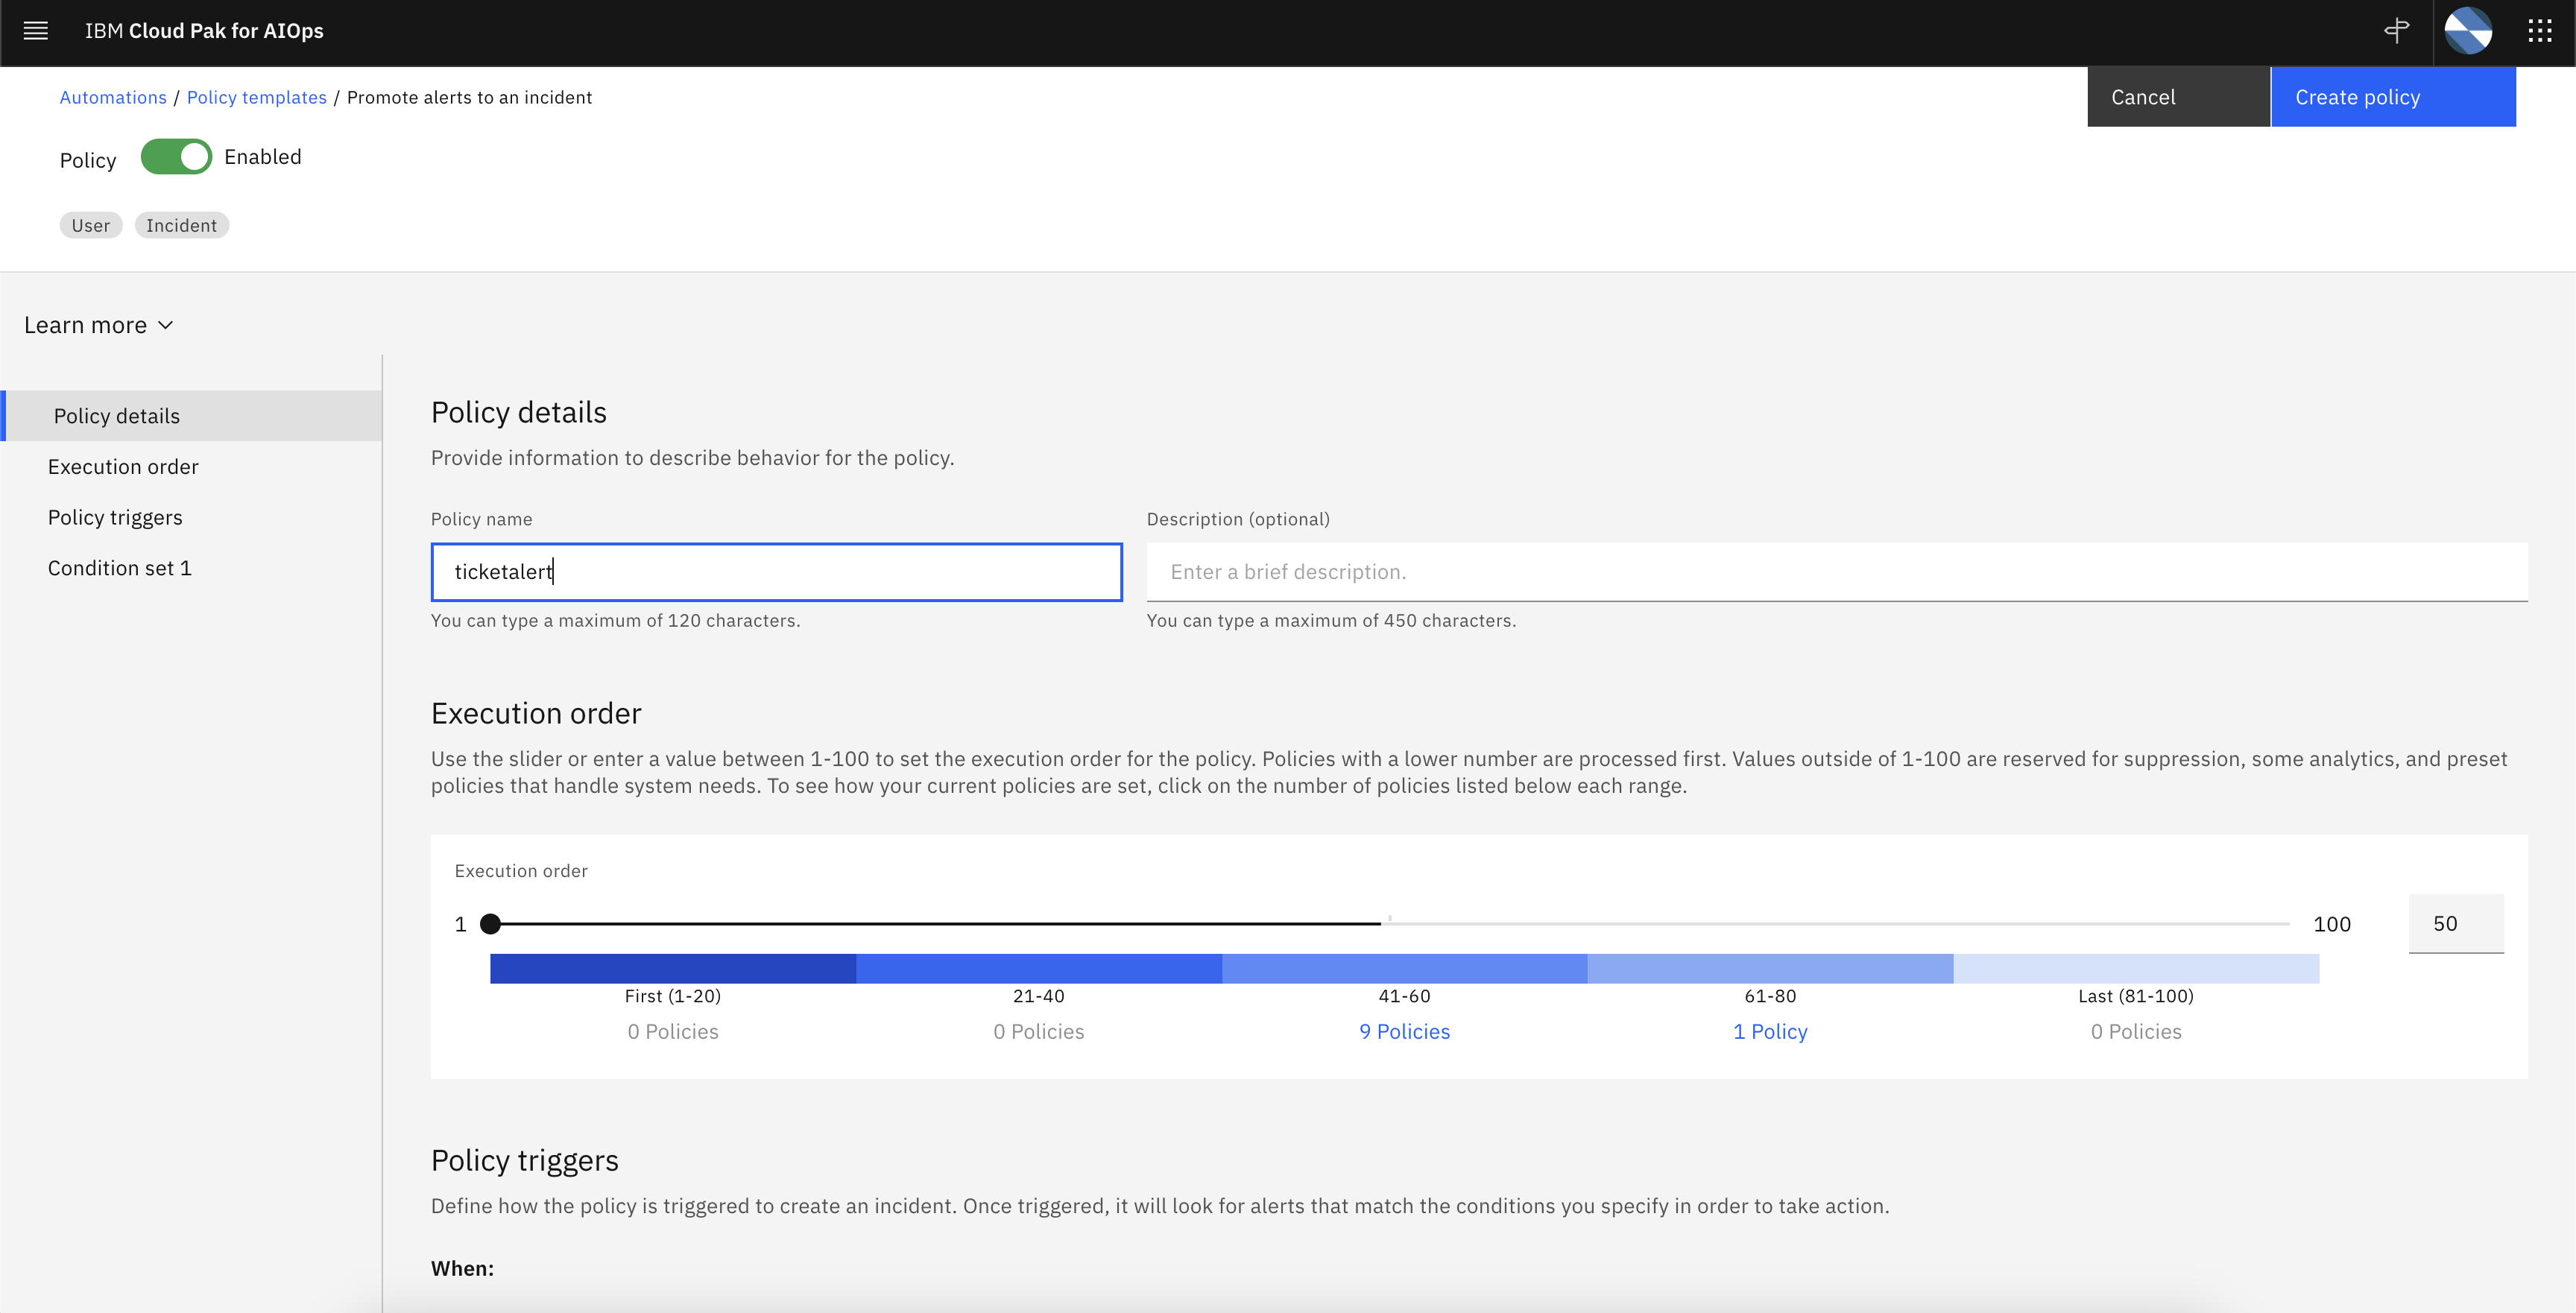 IBM Cloud Pak for AIOps
Automations / Policy templates / Promote alerts to an incident
Cancel
Create policy
Policy
Enabled
User
Incident
Learn more
Policy details
Execution order
Policy triggers
Condition set 1
Policy details
Provide information to describe behavior for the policy.
Policy name
ticketalert
You can type a maximum of 120 characters.
Description (optional)
Enter a brief description.
You can type a maximum of 450 characters.
Execution order
Use the slider or enter a value between 1-100 to set the execution order for the policy. Policies with a lower number are processed first. Values outside of 1-100 are reserved for suppression, some analytics, and preset
policies that handle system needs. To see how your current policies are set, click on the number of policies listed below each range.
Execution order
1
100
50
First (1-20)
21-40
41-60
61-80
Last (81-100)
0 Policies
0 Policies
9 Policies
1 Policy
0 Policies
Policy triggers
Define how the policy is triggered to create an incident. Once triggered, it will look for alerts that match the conditions you specify in order to take action.
When: